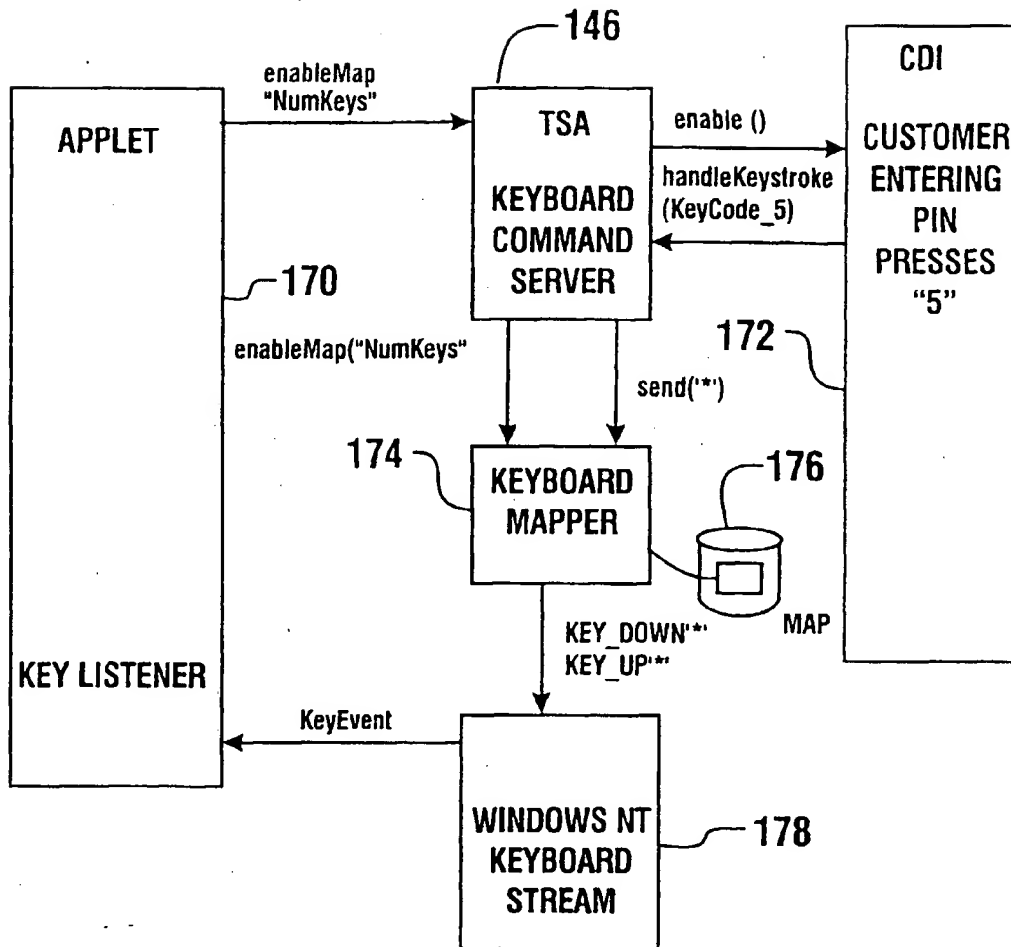 146
enableMap
"NumKeys"
APPLET
TSA
KEYBOARD
COMMAND
SERVER
enable ()
handleKeystroke
(KeyCode_5)
CDI
CUSTOMER
ENTERING
PIN
PRESSES
"5"
170
172
enableMap("NumKeys"
send('*')
174
KEYBOARD
MAPPER
176
MAP
KEY_DOWN'*'
KEY_UP'*'
KEY LISTENER
KeyEvent
WINDOWS NT
KEYBOARD
STREAM
178